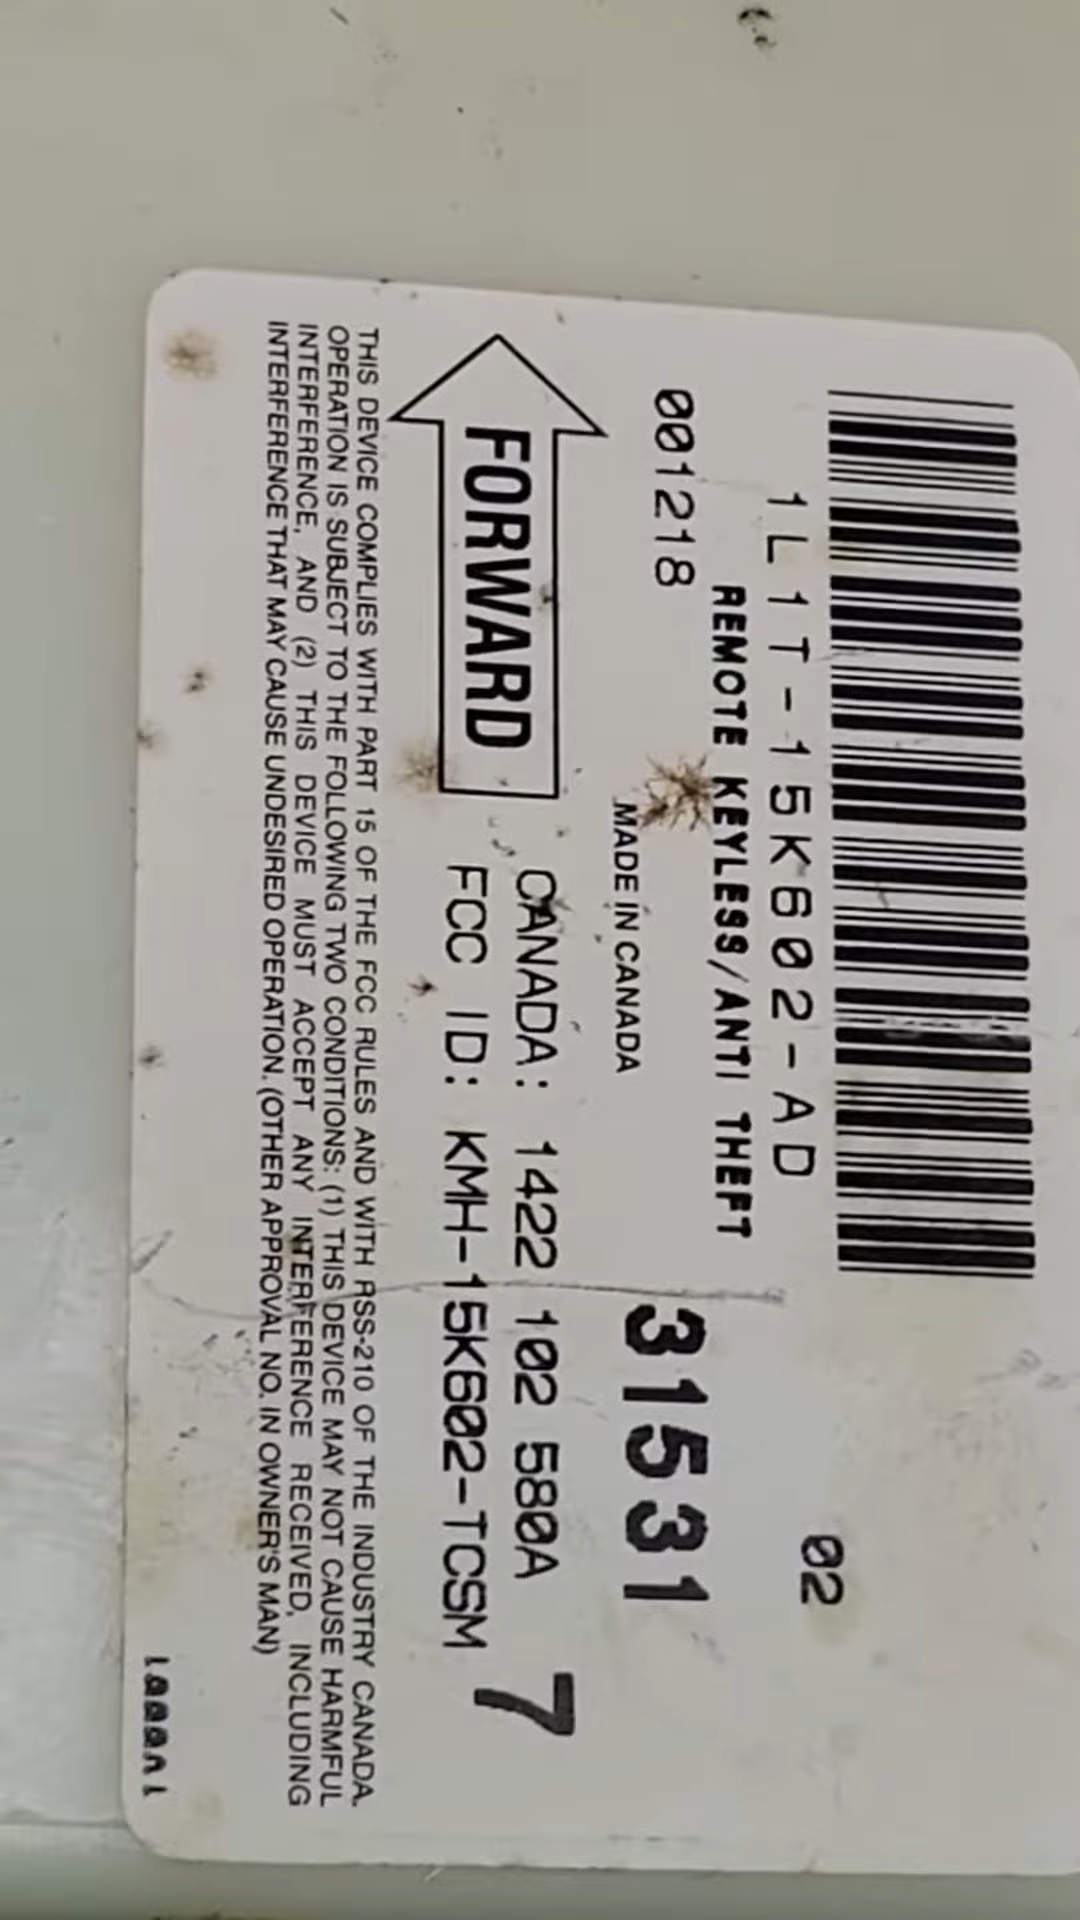 1L1T-15K602-AD
02
REMOTE KEYLESS/ANTI THEFT
001218
31531
MADE IN CANADA
FORWARD
CANADA: 1422 102 580A
7
FCC ID: KMH-15K602-TCSM
THIS DEVICE COMPLIES WITH PART 15 OF THE FCC RULES AND WITH RSS-210 OF THE INDUSTRY CANADA.
OPERATION IS SUBJECT TO THE FOLLOWING TWO CONDITIONS: (1) THIS DEVICE MAY NOT CAUSE HARMFUL
INTERFERENCE, AND (2) THIS DEVICE MUST ACCEPT ANY INTERFERENCE RECEIVED, INCLUDING
INTERFERENCE THAT MAY CAUSE UNDESIRED OPERATION. (OTHER APPROVAL NO. IN OWNER'S MAN)